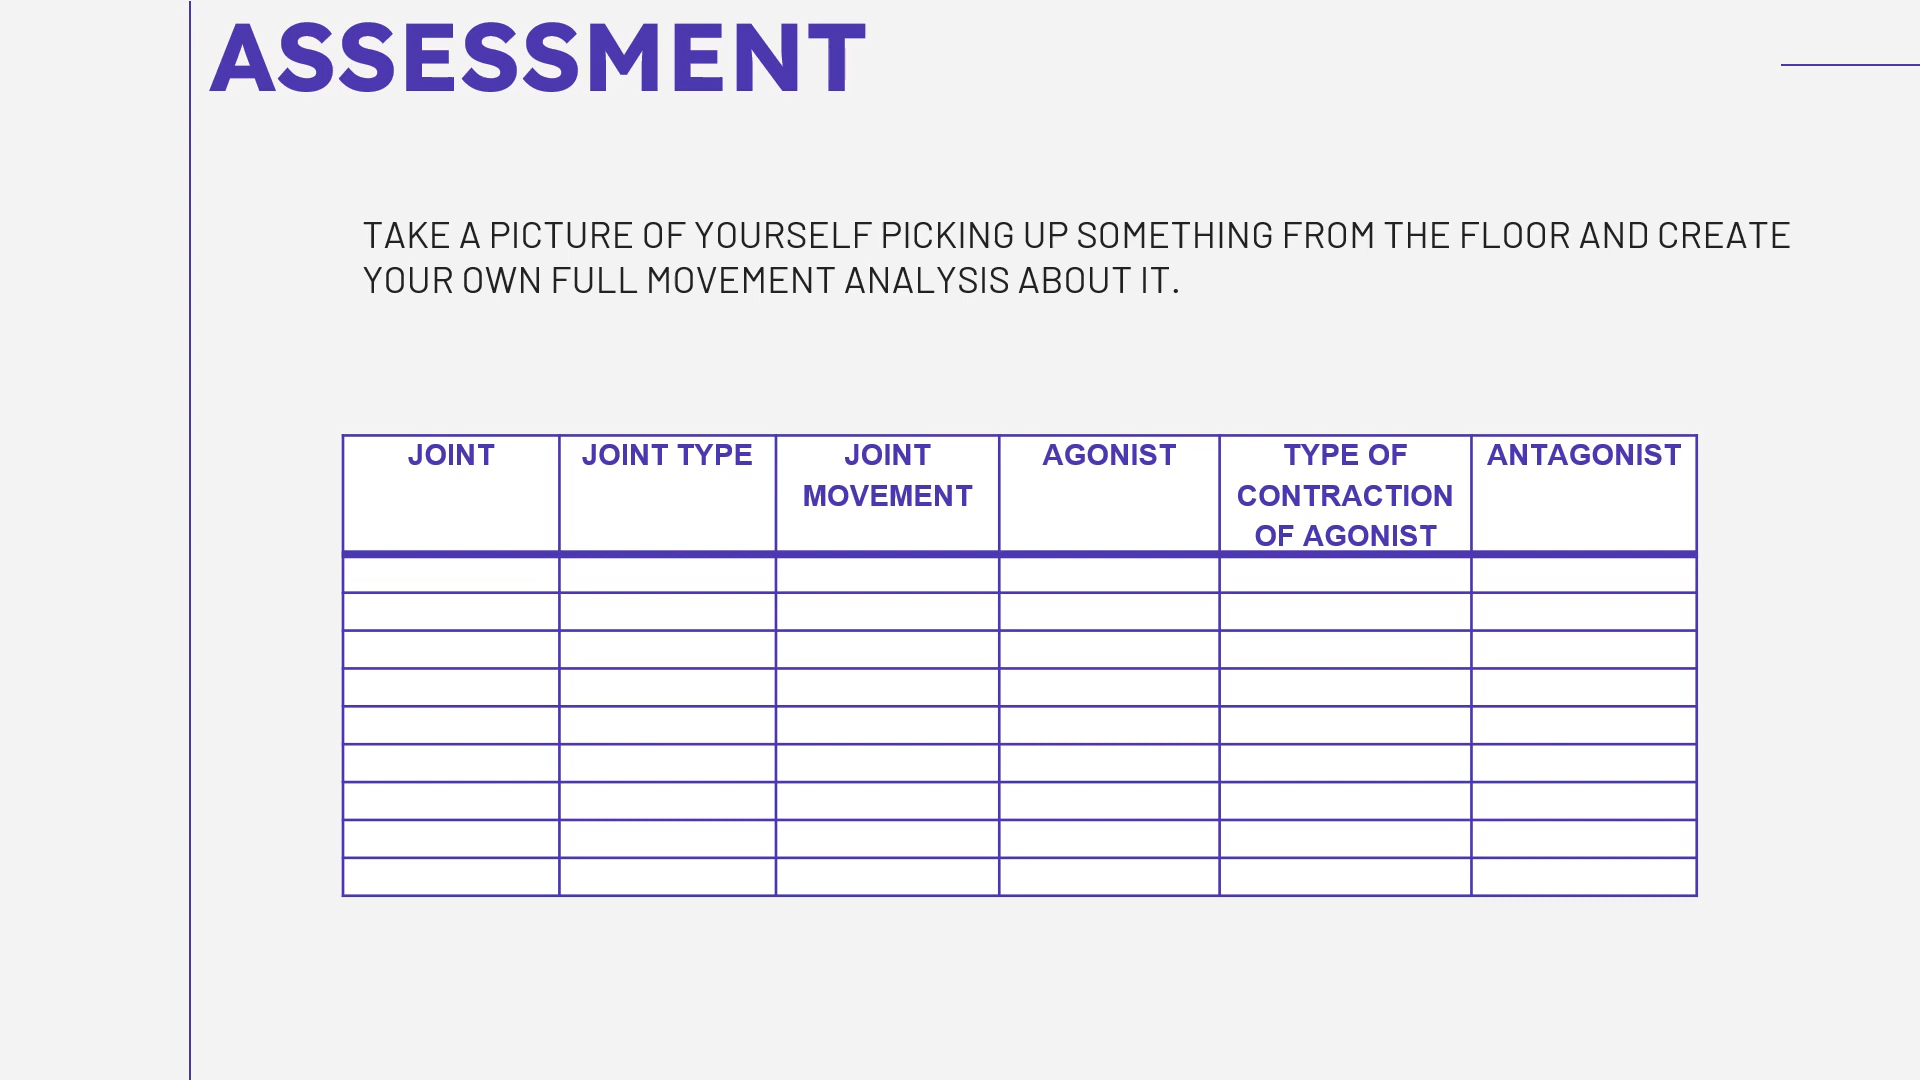 ASSESSMENT
TAKE A PICTURE OF YOURSELF PICKING UP SOMETHING FROM THE FLOOR AND CREATE
YOUR OWN FULL MOVEMENT ANALYSIS ABOUT IT.
JOINT
JOINT TYPE
JOINT
MOVEMENT
AGONIST
TYPE OF
CONTRACTION
OF AGONIST
ANTAGONIST